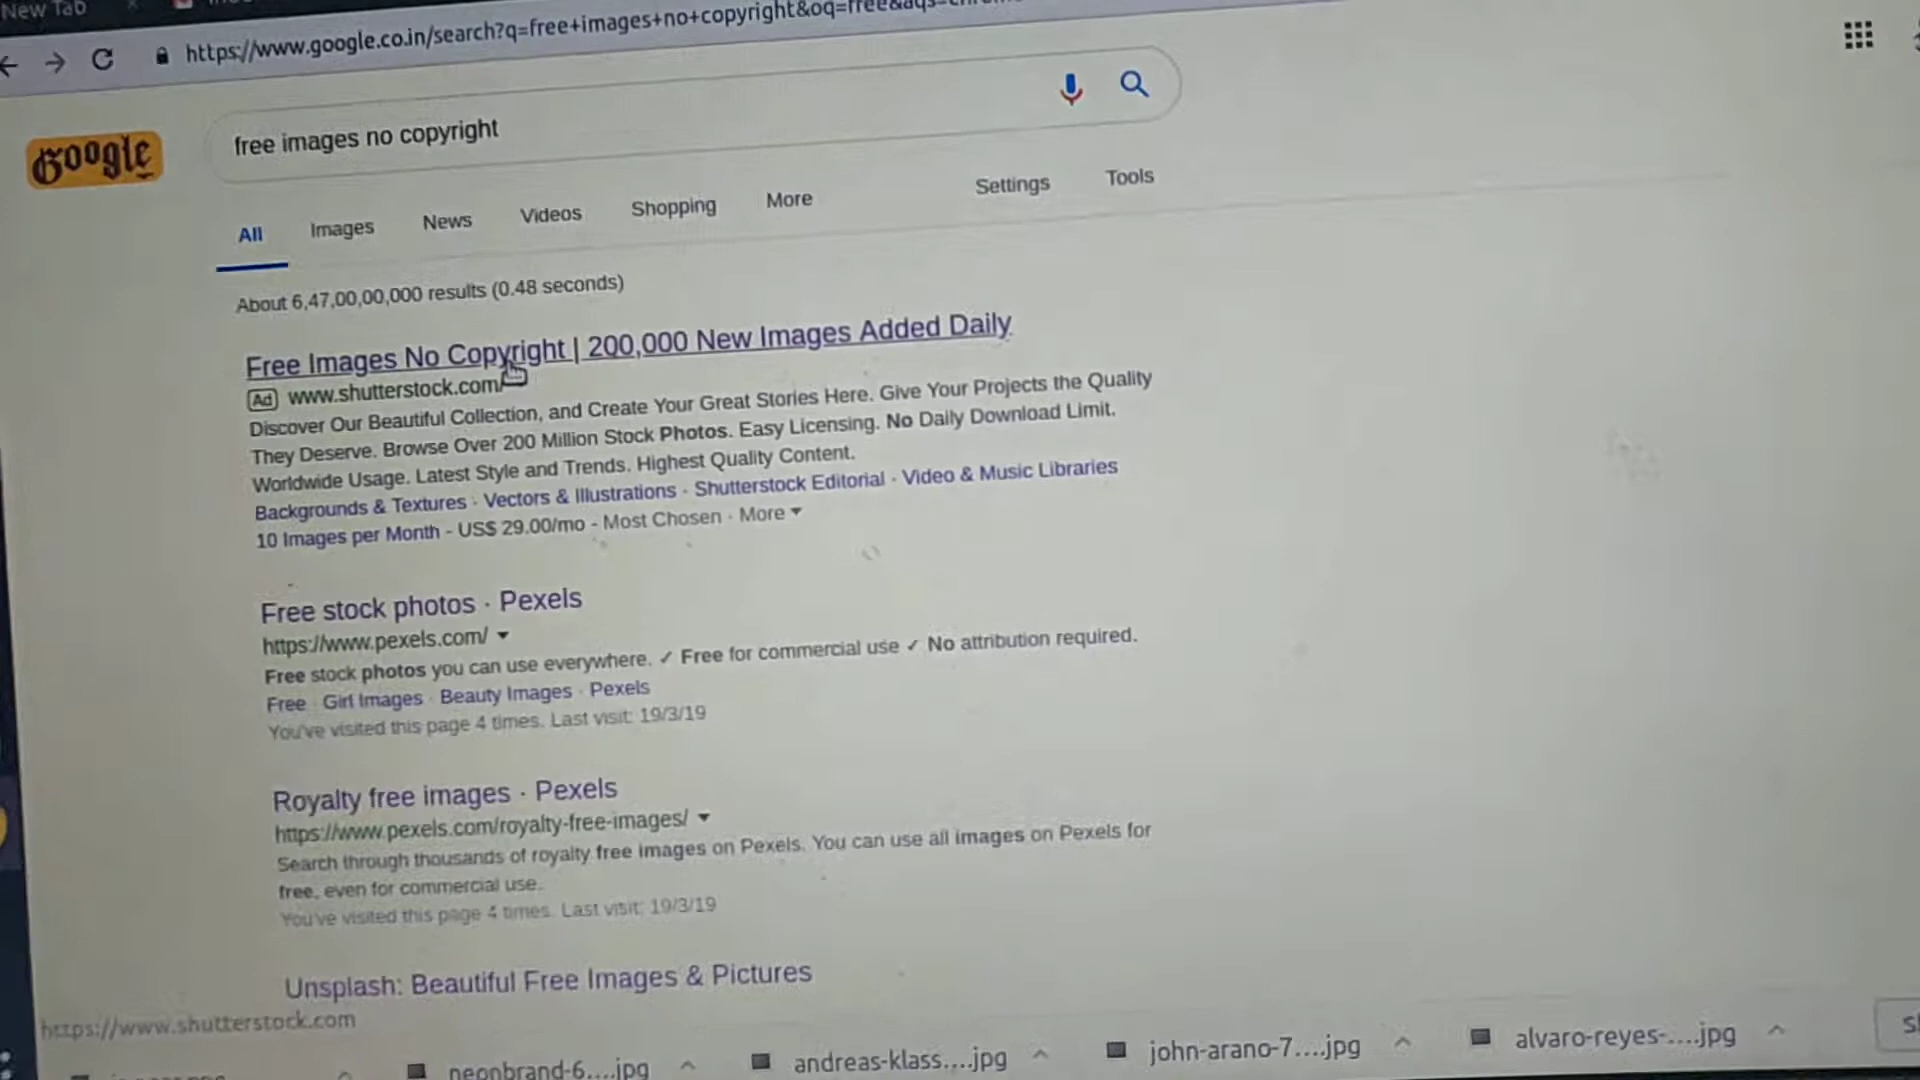 New Tab
https://www.google.co.in/search?q=free+images+no+copyright&oq=free&aqs=chrom
Google
free images no copyright
All Images News Videos Shopping More Settings Tools
About 6,47,00,00,000 results (0.48 seconds)
Free Images No Copyright | 200,000 New Images Added Daily
Ad www.shutterstock.com/
Discover Our Beautiful Collection, and Create Your Great Stories Here. Give Your Projects the Quality
They Deserve. Browse Over 200 Million Stock Photos. Easy Licensing. No Daily Download Limit.
Worldwide Usage. Latest Style and Trends. Highest Quality Content.
Backgrounds & Textures · Vectors & Illustrations · Shutterstock Editorial · Video & Music Libraries
10 Images per Month - US$ 29.00/mo - Most Chosen · More
Free stock photos · Pexels
https://www.pexels.com/
Free stock photos you can use everywhere. ✓ Free for commercial use ✓ No attribution required.
Free · Girl Images · Beauty Images · Pexels
You've visited this page 4 times. Last visit: 19/3/19
Royalty free images · Pexels
https://www.pexels.com/royalty-free-images/
Search through thousands of royalty free images on Pexels. You can use all images on Pexels for
free, even for commercial use.
You've visited this page 4 times. Last visit: 19/3/19
Unsplash: Beautiful Free Images & Pictures
https://www.shutterstock.com
neonbrand-6....jpg andreas-klass....jpg john-arano-7....jpg alvaro-reyes-....jpg